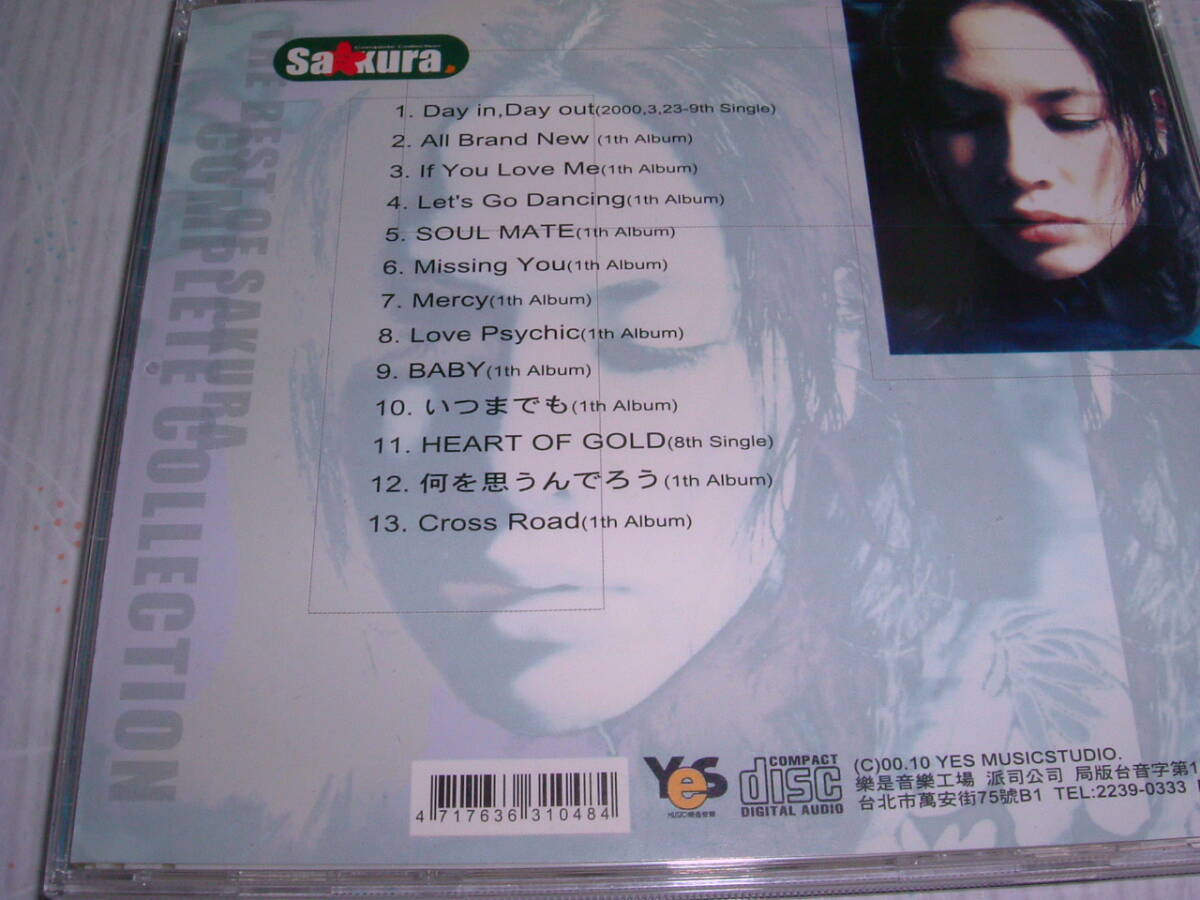 Complete Collection
Sakura
1. Day in,Day out(2000,3,23-9th Single)
2. All Brand New (1th Album)
3. If You Love Me(1th Album)
4. Let's Go Dancing(1th Album)
5. SOUL MATE(1th Album)
6. Missing You(1th Album)
7. Mercy(1th Album)
8. Love Psychic(1th Album)
9. BABY(1th Album)
10. いつまでも(1th Album)
11. HEART OF GOLD(8th Single)
12. 何を思うんでろう(1th Album)
13. Cross Road(1th Album)
THE BEST OF SAKURA
COMPLETE COLLECTION
4 717636 310484
YeS
COMPACT
disc
DIGITAL AUDIO
(C)00.10 YES MUSICSTUDIO.
樂是音樂工場 派司公司 局版台音字第1
台北市萬安街75號B1 TEL:2239-0333